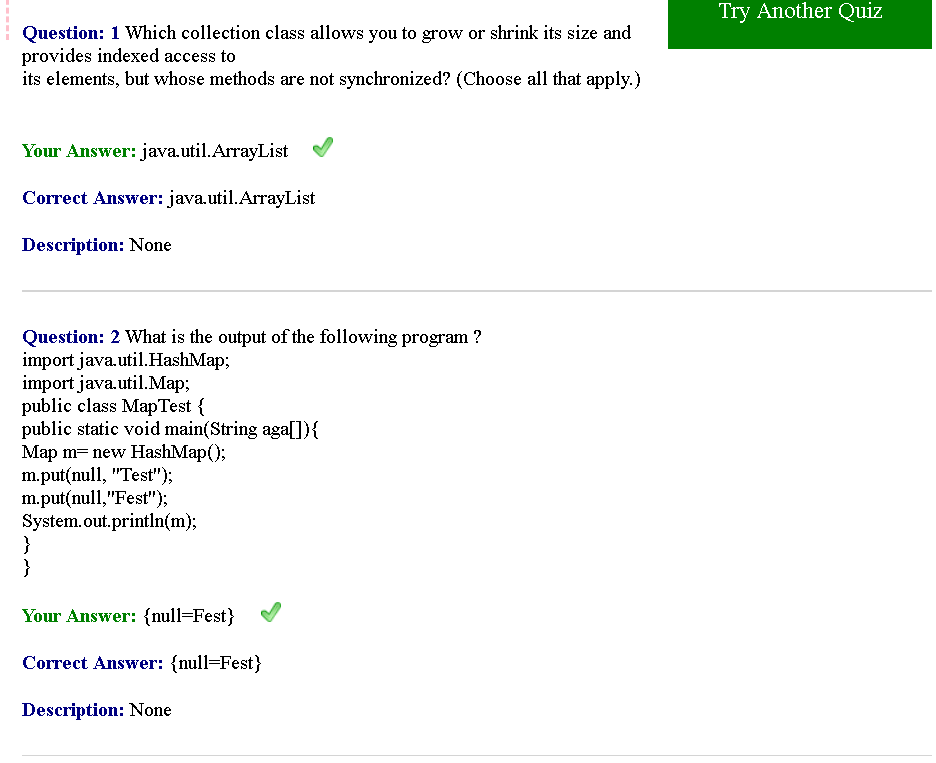 Try Another Quiz
Question: 1 Which collection class allows you to grow or shrink its size and
provides indexed access to
its elements, but whose methods are not synchronized? (Choose all that apply.)
Your Answer: java.util.ArrayList
Correct Answer: java.util.ArrayList
Description: None
Question: 2 What is the output of the following program ?
import java.util.HashMap;
import java.util.Map;
public class MapTest {
public static void main(String aga[]){
Map m= new HashMap();
m.put(null, "Test");
m.put(null,"Fest");
System.out.println(m);
}
}
Your Answer: {null=Fest}
Correct Answer: {null=Fest}
Description: None